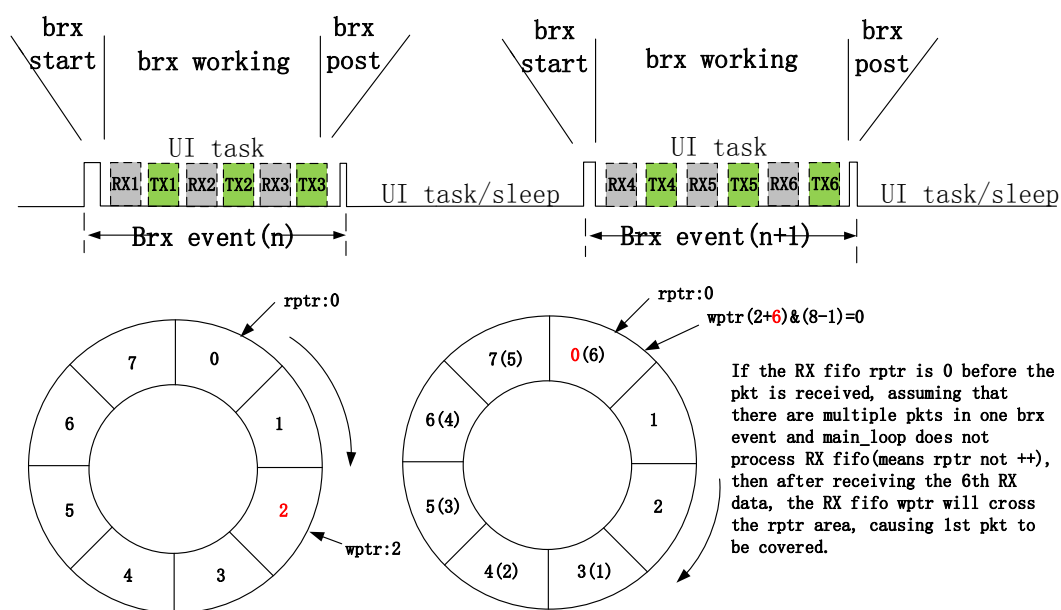 brx
start
brx working
brx
post
brx
start
brx working
brx
post
UI task
RX1 TX1 RX2 TX2 RX3 TX3
UI task/sleep
UI task
RX4 TX4 RX5 TX5 RX6 TX6
UI task/sleep
Brx event(n)
Brx event(n+1)
rptr:0
7
0
6
1
5
2
4
3
wptr:2
rptr:0
wptr(2+6)&(8-1)=0
7(5)
0(6)
6(4)
1
5(3)
2
4(2)
3(1)
If the RX fifo rptr is 0 before the
pkt is received, assuming that
there are multiple pkts in one brx
event and main_loop does not
process RX fifo(means rptr not ++),
then after receiving the 6th RX
data, the RX fifo wptr will cross
the rptr area, causing 1st pkt to
be covered.